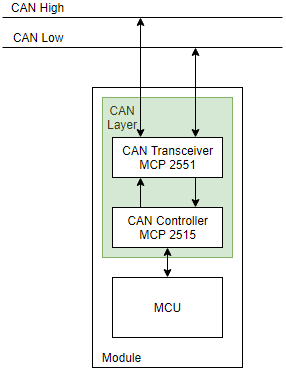 CAN High
CAN Low
CAN
Layer
CAN Transceiver
MCP 2551
CAN Controller
MCP 2515
MCU
Module